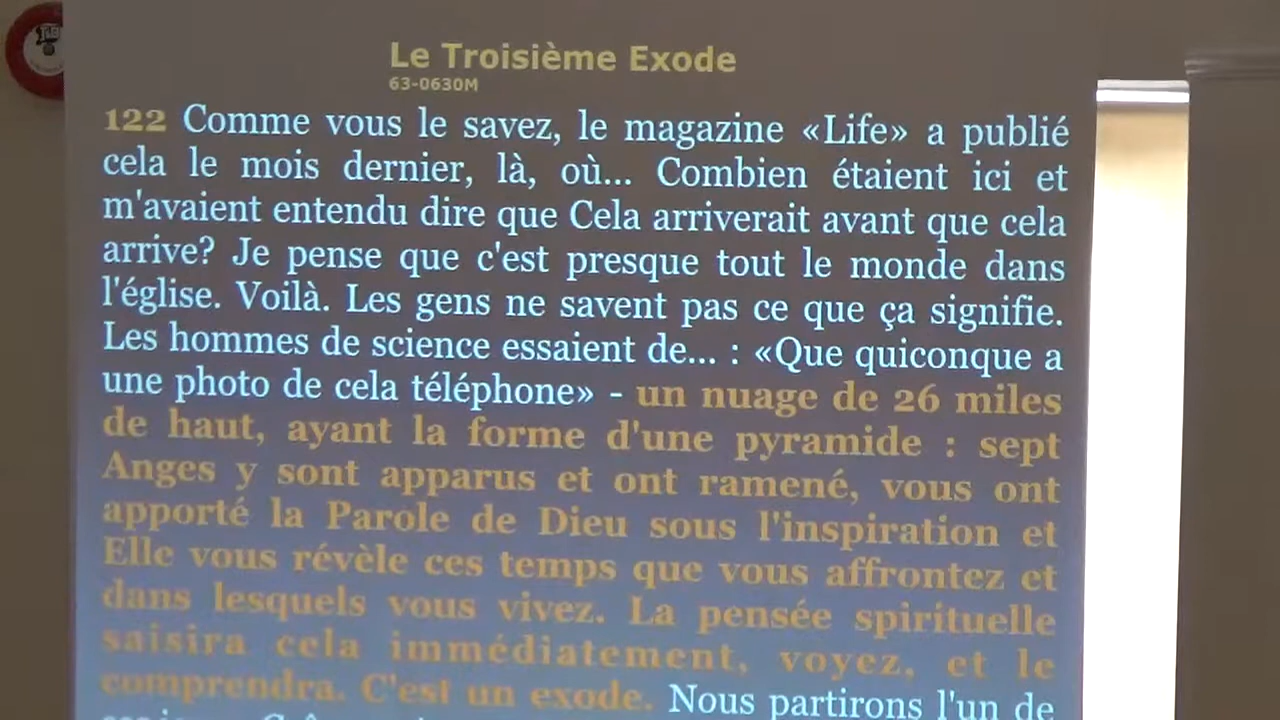 Le Troisième Exode
63-0630M
122 Comme vous le savez, le magazine «Life» a publié
cela le mois dernier, là, où... Combien étaient ici et
m'avaient entendu dire que Cela arriverait avant que cela
arrive? Je pense que c'est presque tout le monde dans
l'église. Voilà. Les gens ne savent pas ce que ça signifie.
Les hommes de science essaient de... : «Que quiconque a
une photo de cela téléphone» - un nuage de 26 miles
de haut, ayant la forme d'une pyramide : sept
Anges y sont apparus et ont ramené, vous ont
apporté la Parole de Dieu sous l'inspiration et
Elle vous révèle ces temps que vous affrontez et
dans lesquels vous vivez. La pensée spirituelle
saisira cela immédiatement, voyez, et le
comprendra. C'est un exode. Nous partirons l'un de